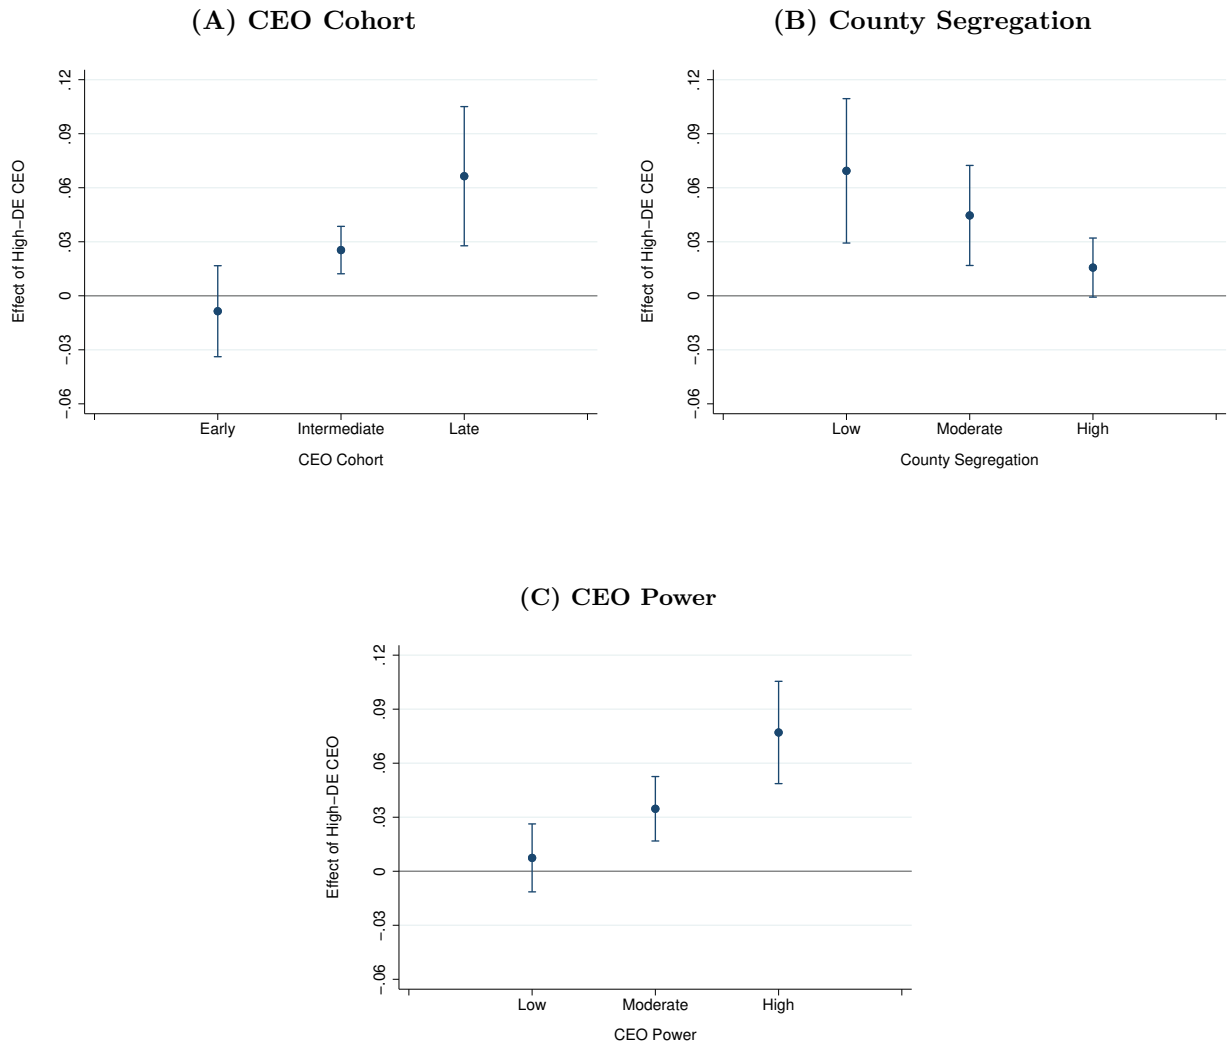 (A) CEO Cohort
Effect of High−DE CEO
.12
.09
.06
.03
0
−.03
−.06
Early Intermediate Late
CEO Cohort
(B) County Segregation
Effect of High−DE CEO
.12
.09
.06
.03
0
−.03
−.06
Low Moderate High
County Segregation
(C) CEO Power
Effect of High−DE CEO
.12
.09
.06
.03
0
−.03
−.06
Low Moderate High
CEO Power